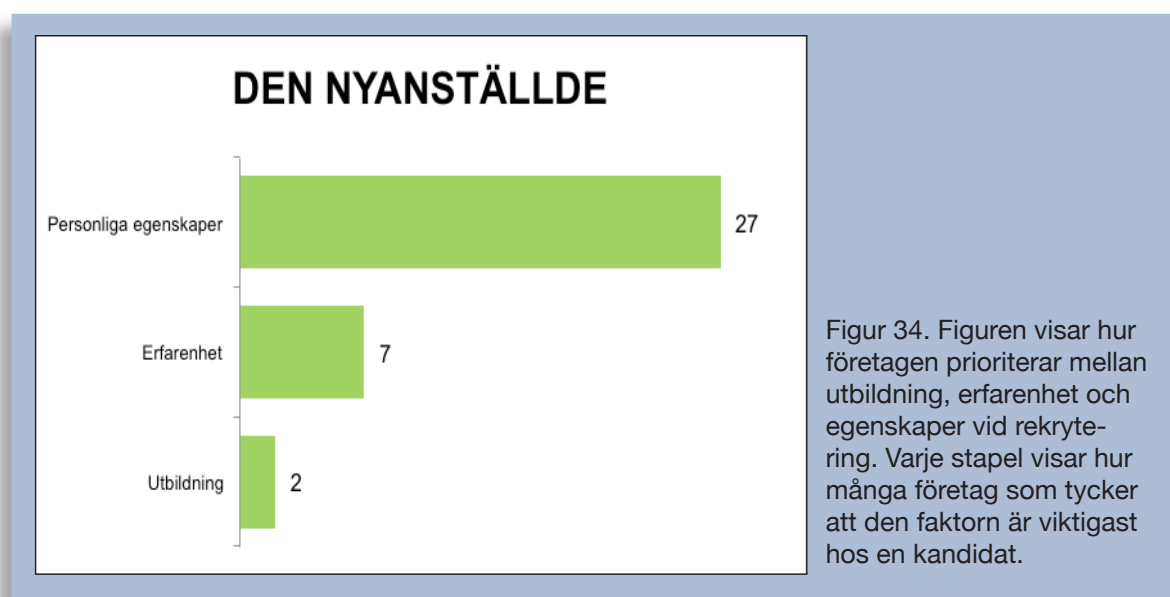 DEN NYANSTÄLLDE
Personliga egenskaper
27
Erfarenhet
7
Utbildning
2
Figur 34. Figuren visar hur
företagen prioriterar mellan
utbildning, erfarenhet och
egenskaper vid rekryte-
ring. Varje stapel visar hur
många företag som tycker
att den faktorn är viktigast
hos en kandidat.